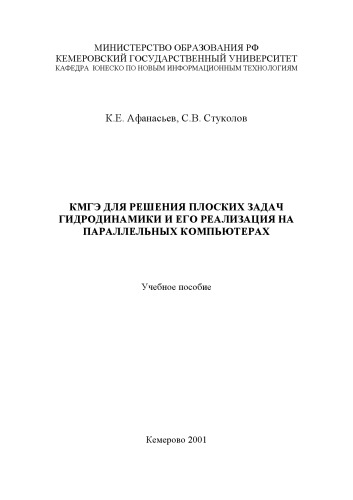 МИНИСТЕРСТВО ОБРАЗОВАНИЯ РФ
КЕМЕРОВСКИЙ ГОСУДАРСТВЕННЫЙ УНИВЕРСИТЕТ
КАФЕДРА ЮНЕСКО ПО НОВЫМ ИНФОРМАЦИОННЫМ ТЕХНОЛОГИЯМ
К.Е. Афанасьев, С.В. Стуколов
КМГЭ ДЛЯ РЕШЕНИЯ ПЛОСКИХ ЗАДАЧ
ГИДРОДИНАМИКИ И ЕГО РЕАЛИЗАЦИЯ НА
ПАРАЛЛЕЛЬНЫХ КОМПЬЮТЕРАХ
Учебное пособие
Кемерово 2001